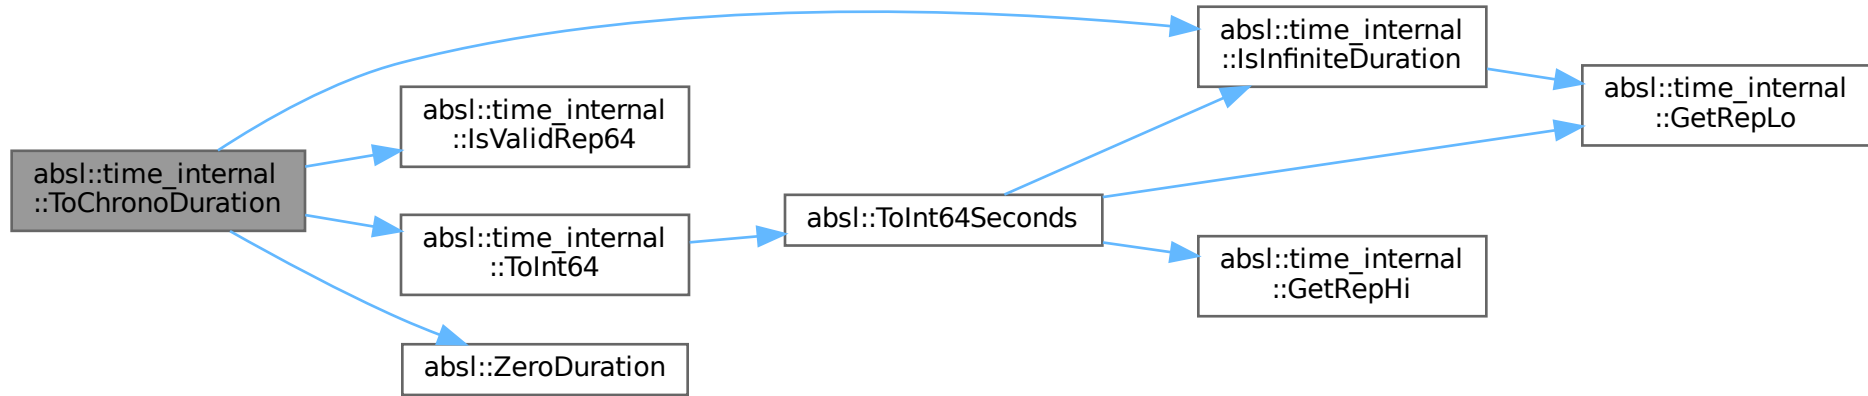 absl::time_internal
::ToChronoDuration
absl::time_internal
::IsValidRep64
absl::time_internal
::ToInt64
absl::ZeroDuration
absl::ToInt64Seconds
absl::time_internal
::IsInfiniteDuration
absl::time_internal
::GetRepHi
absl::time_internal
::GetRepLo